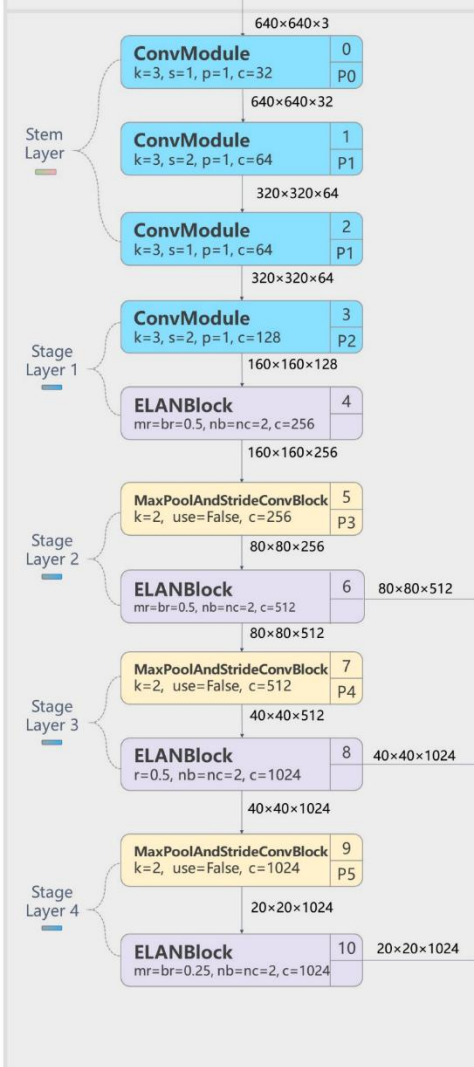 640×640×3
ConvModule
k=3, s=1, p=1, c=32
0
P0
640×640×32
ConvModule
k=3, s=2, p=1, c=64
1
P1
Stem
Layer
320×320×64
ConvModule
k=3, s=1, p=1, c=64
2
P1
320×320×64
ConvModule
k=3, s=2, p=1, c=128
3
P2
Stage
Layer 1
160×160×128
ELANBlock
mr=br=0.5, nb=nc=2, c=256
4
160×160×256
MaxPoolAndStrideConvBlock
k=2, use=False, c=256
5
P3
Stage
Layer 2
80×80×256
ELANBlock
mr=br=0.5, nb=nc=2, c=512
6
80×80×512
80×80×512
MaxPoolAndStrideConvBlock
k=2, use=False, c=512
7
P4
Stage
Layer 3
40×40×512
ELANBlock
r=0.5, nb=nc=2, c=1024
8
40×40×1024
40×40×1024
MaxPoolAndStrideConvBlock
k=2, use=False, c=1024
9
P5
Stage
Layer 4
20×20×1024
ELANBlock
mr=br=0.25, nb=nc=2, c=1024
10
20×20×1024